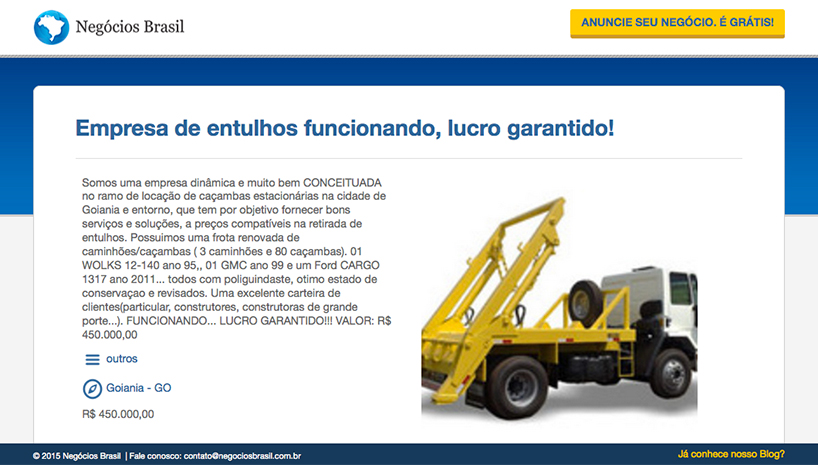 Negócios Brasil
ANUNCIE SEU NEGÓCIO. É GRÁTIS!
Empresa de entulhos funcionando, lucro garantido!
Somos uma empresa dinâmica e muito bem CONCEITUADA
no ramo de locação de caçambas estacionárias na cidade de
Goiania e entorno, que tem por objetivo fornecer bons
serviços e soluções, a preços compatíveis na retirada de
entulhos. Possuimos uma frota renovada de
caminhões/caçambas ( 3 caminhões e 80 caçambas). 01
WOLKS 12-140 ano 95,, 01 GMC ano 99 e um Ford CARGO
1317 ano 2011... todos com poliguindaste, otimo estado de
conservaçao e revisados. Uma excelente carteira de
clientes(particular, construtores, construtoras de grande
porte...). FUNCIONANDO... LUCRO GARANTIDO!!! VALOR: R$
450.000,00
outros
Goiania - GO
R$ 450.000,00
© 2015 Negócios Brasil | Fale conosco: contato@negociosbrasil.com.br
Já conhece nosso Blog?